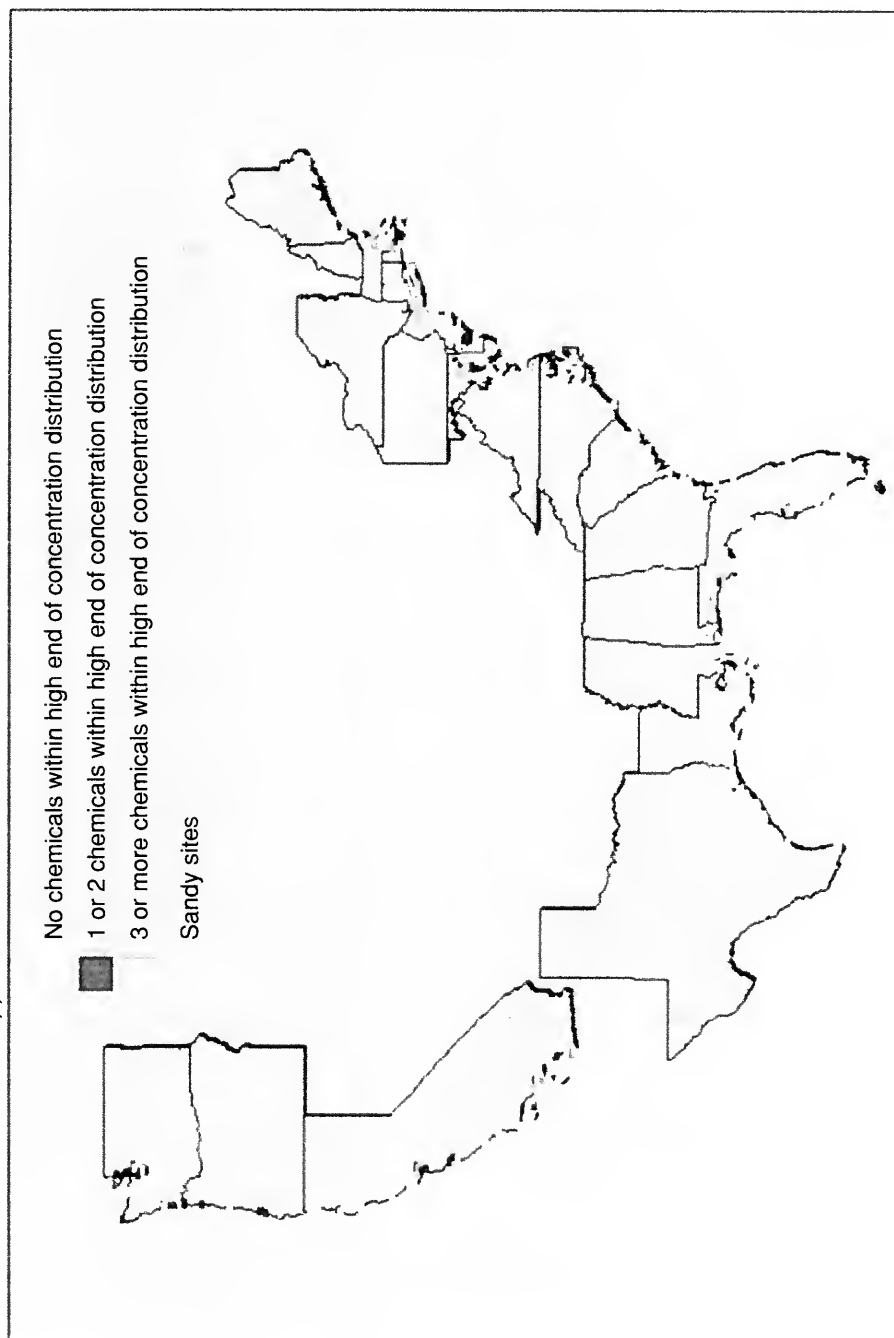 No chemicals within high end of concentration distribution
1 or 2 chemicals within high end of concentration distribution
3 or more chemicals within high end of concentration distribution
Sandy sites